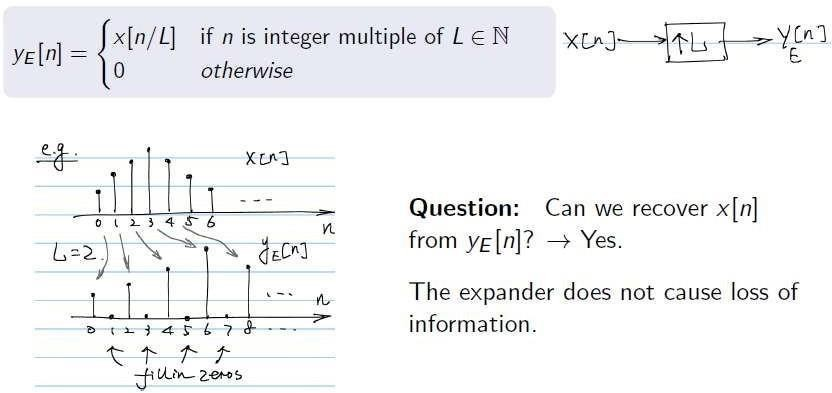 y_E[n] = { x[n/L] if n is integer multiple of L ∈ ℕ
0 otherwise
x[n] → ↑L → y[n]
E
e.g.
x[n]
...
0 1 2 3 4 5 6
n
L=2
y_E[n]
...
n
0 1 2 3 4 5 6 7 8 ....
fill in zeros
Question: Can we recover x[n]
from y_E[n]? → Yes.
The expander does not cause loss of
information.